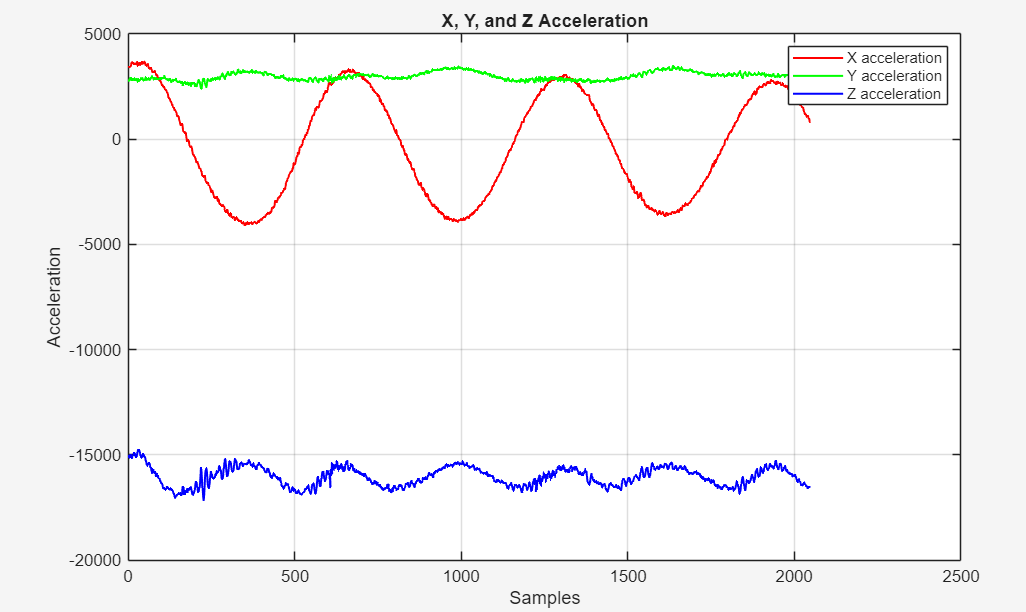 X, Y, and Z Acceleration
X acceleration
Y acceleration
Z acceleration
5000
0
-5000
-10000
-15000
-20000
Acceleration
0 500 1000 1500 2000 2500
Samples